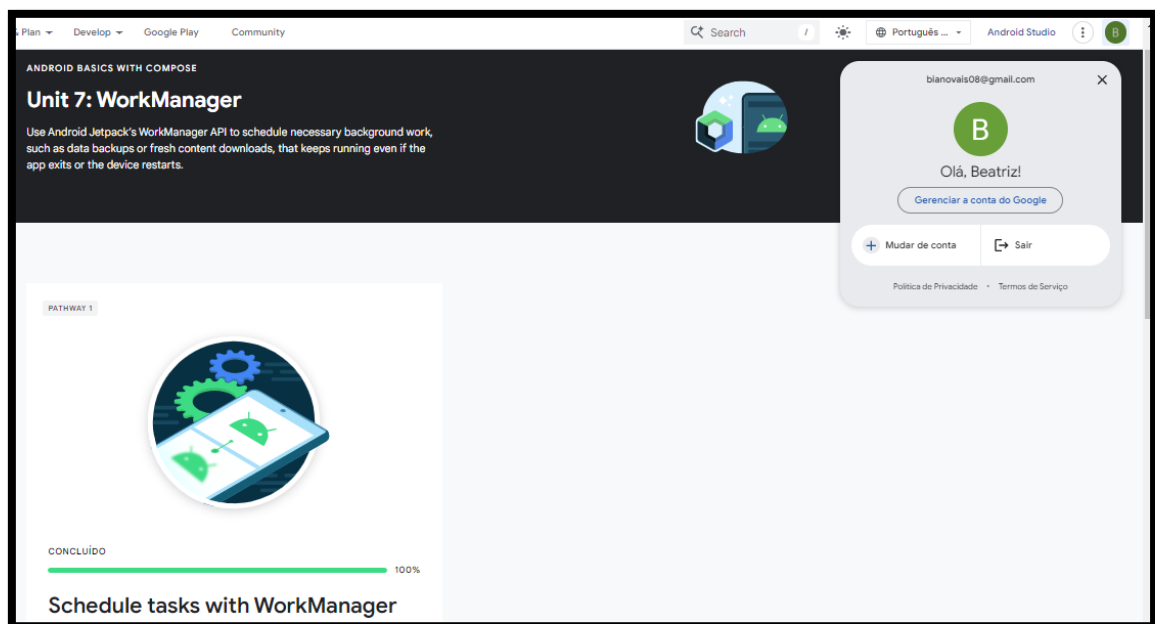 & Plan
Develop
Google Play
Community
Search
/
Português ...
Android Studio
B
ANDROID BASICS WITH COMPOSE
Unit 7: WorkManager
Use Android Jetpack's WorkManager API to schedule necessary background work,
such as data backups or fresh content downloads, that keeps running even if the
app exits or the device restarts.
bianovais08@gmail.com
B
Olá, Beatriz!
Gerenciar a conta do Google
Mudar de conta
Sair
Política de Privacidade • Termos de Serviço
PATHWAY 1
CONCLUÍDO
100%
Schedule tasks with WorkManager